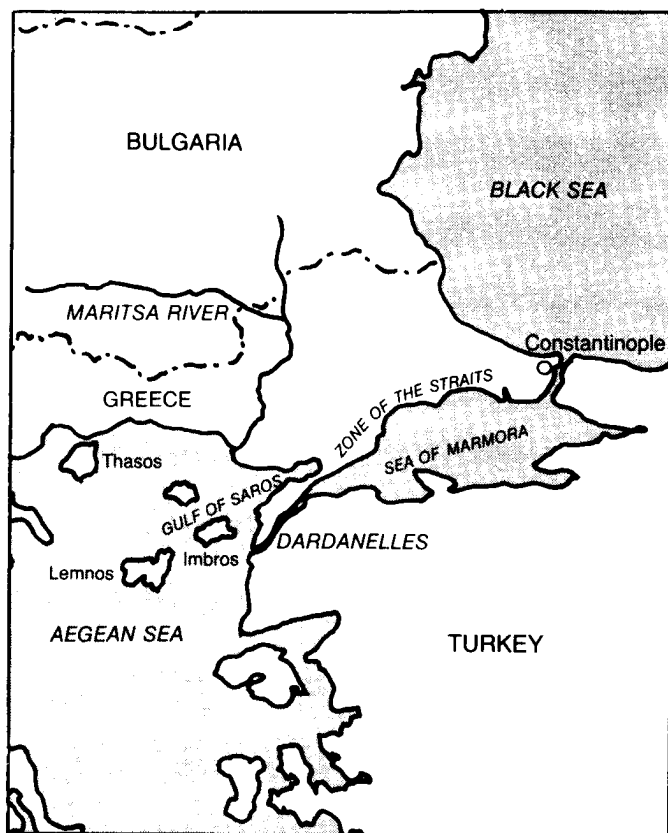 BULGARIA
BLACK SEA
MARITSA RIVER
Constantinople
ZONE OF THE STRAITS
GREECE
Thasos
SEA OF MARMORA
GULF OF SAROS
Imbros
DARDANELLES
Lemnos
AEGEAN SEA
TURKEY